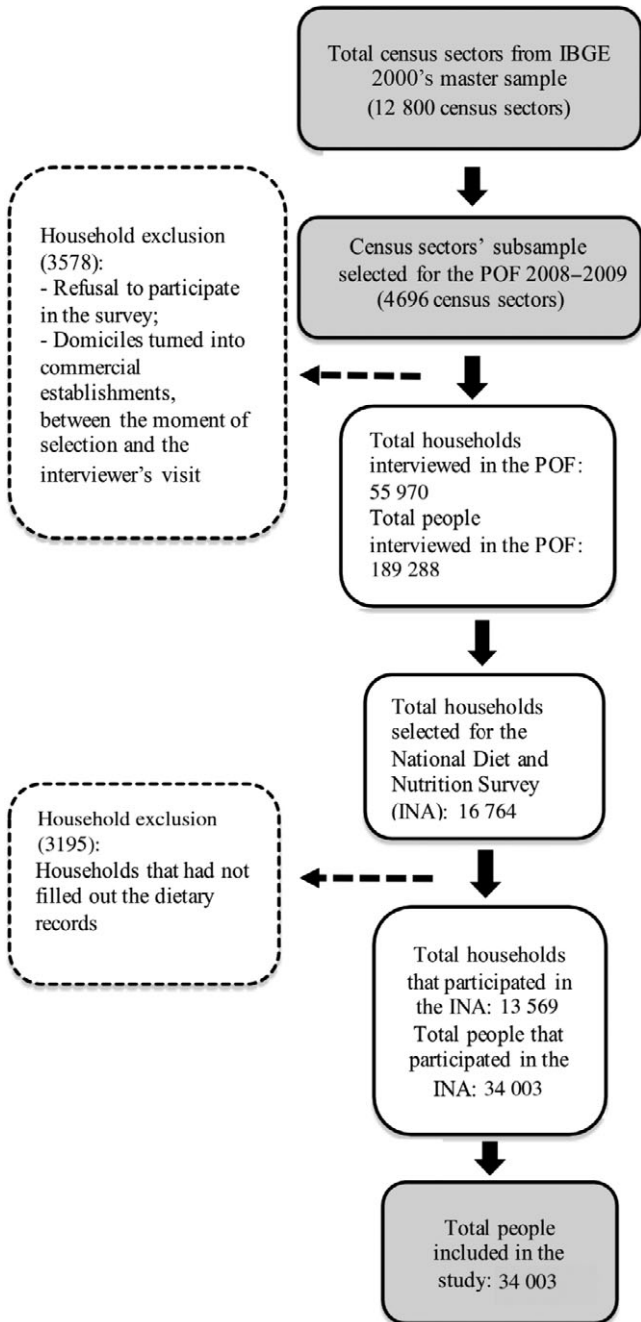 Total census sectors from IBGE
2000's master sample
(12 800 census sectors)
Census sectors' subsample
selected for the POF 2008–2009
(4696 census sectors)
Household exclusion
(3578):
- Refusal to participate
in the survey;
- Domiciles turned into
commercial
establishments,
between the moment of
selection and the
interviewer's visit
Total households
interviewed in the POF:
55 970
Total people
interviewed in the POF:
189 288
Total households
selected for the
National Diet and
Nutrition Survey
(INA): 16 764
Household exclusion
(3195):
Households that had not
filled out the dietary
records
Total households
that participated in
the INA: 13 569
Total people that
participated in the
INA: 34 003
Total people
included in the
study: 34 003